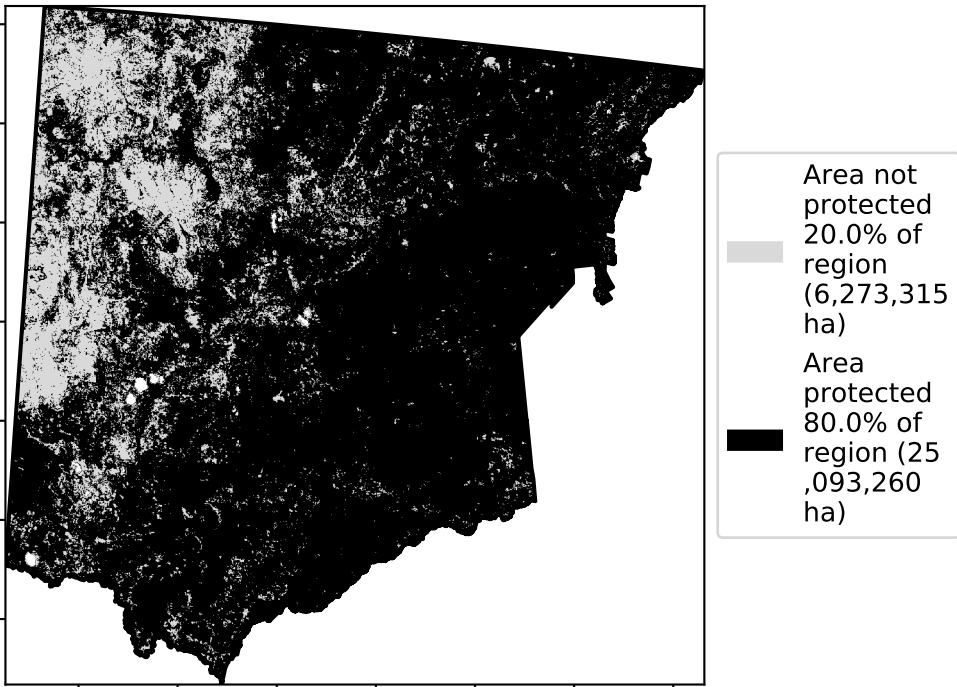 Area not
protected
20.0% of
region
(6,273,315
ha)
Area
protected
80.0% of
region (25
,093,260
ha)